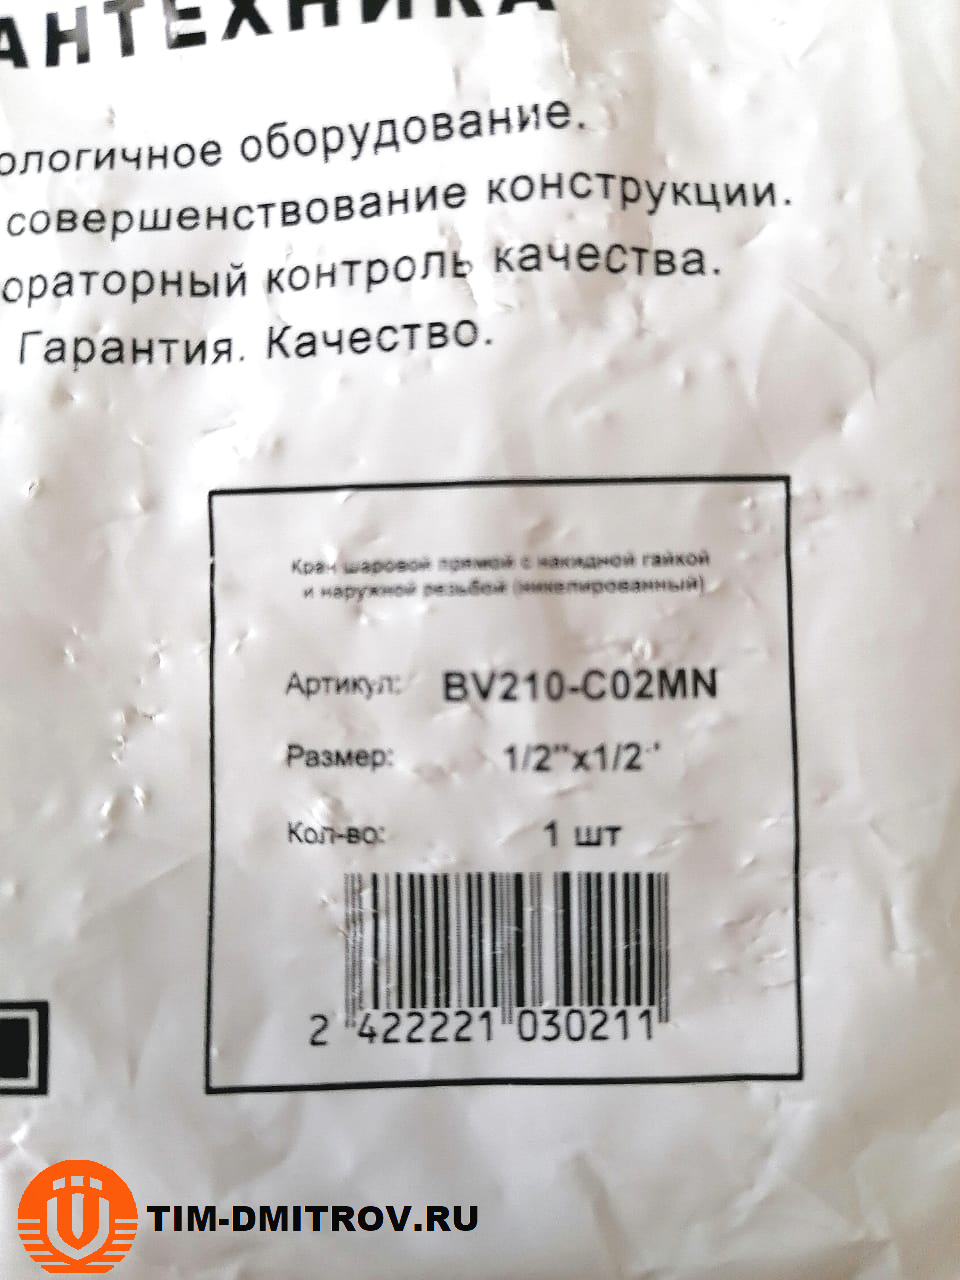 АНТЕХНИКА
ологичное оборудование.
совершенствование конструкции.
ораторный контроль качества.
Гарантия. Качество.
Кран шаровой прямой с накидной гайкой
и наружной резьбой (никелированный)
Артикул: BV210-C02MN
Размер: 1/2"x1/2"
Кол-во: 1 шт
2 422221 030211
TIM-DMITROV.RU